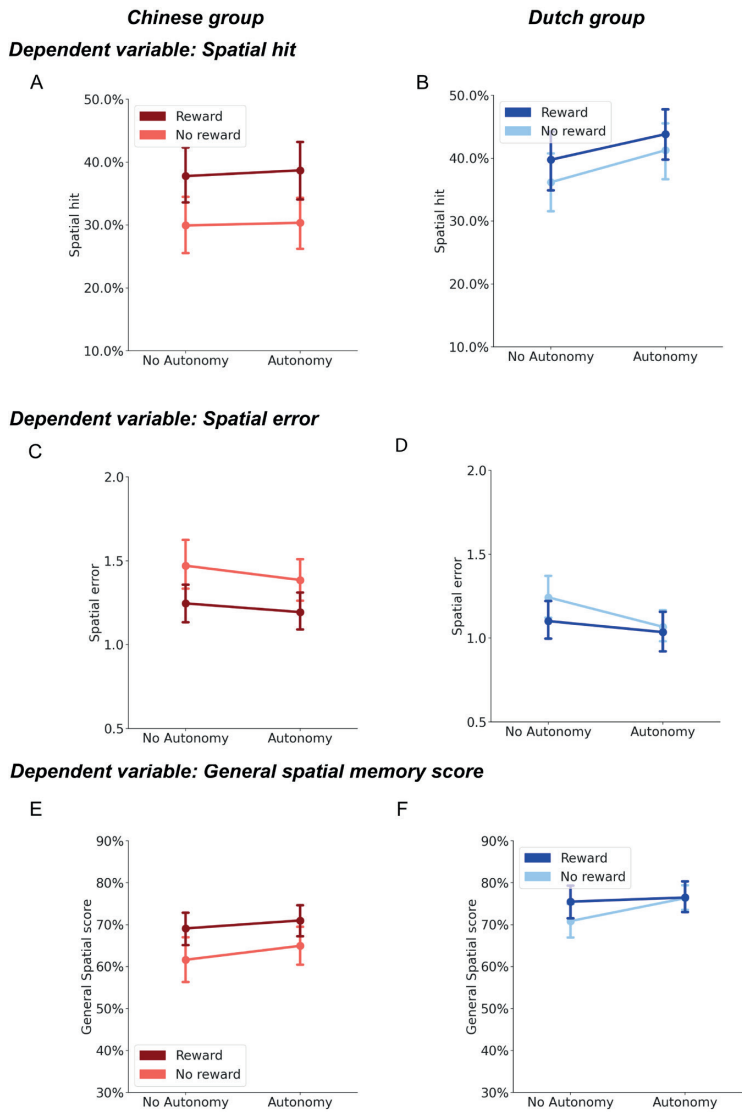 Chinese group
Dutch group
Dependent variable: Spatial hit
A
50.0%
40.0%
30.0%
20.0%
10.0%
Spatial hit
Reward
No reward
No Autonomy
Autonomy
B
50.0%
40.0%
30.0%
20.0%
10.0%
Spatial hit
Reward
No reward
No Autonomy
Autonomy
Dependent variable: Spatial error
C
2.0
1.5
1.0
0.5
Spatial error
No Autonomy
Autonomy
D
2.0
1.5
1.0
0.5
Spatial error
No Autonomy
Autonomy
Dependent variable: General spatial memory score
E
90%
80%
70%
60%
50%
40%
30%
General Spatial score
Reward
No reward
No Autonomy
Autonomy
F
90%
80%
70%
60%
50%
40%
30%
General Spatial score
Reward
No reward
No Autonomy
Autonomy